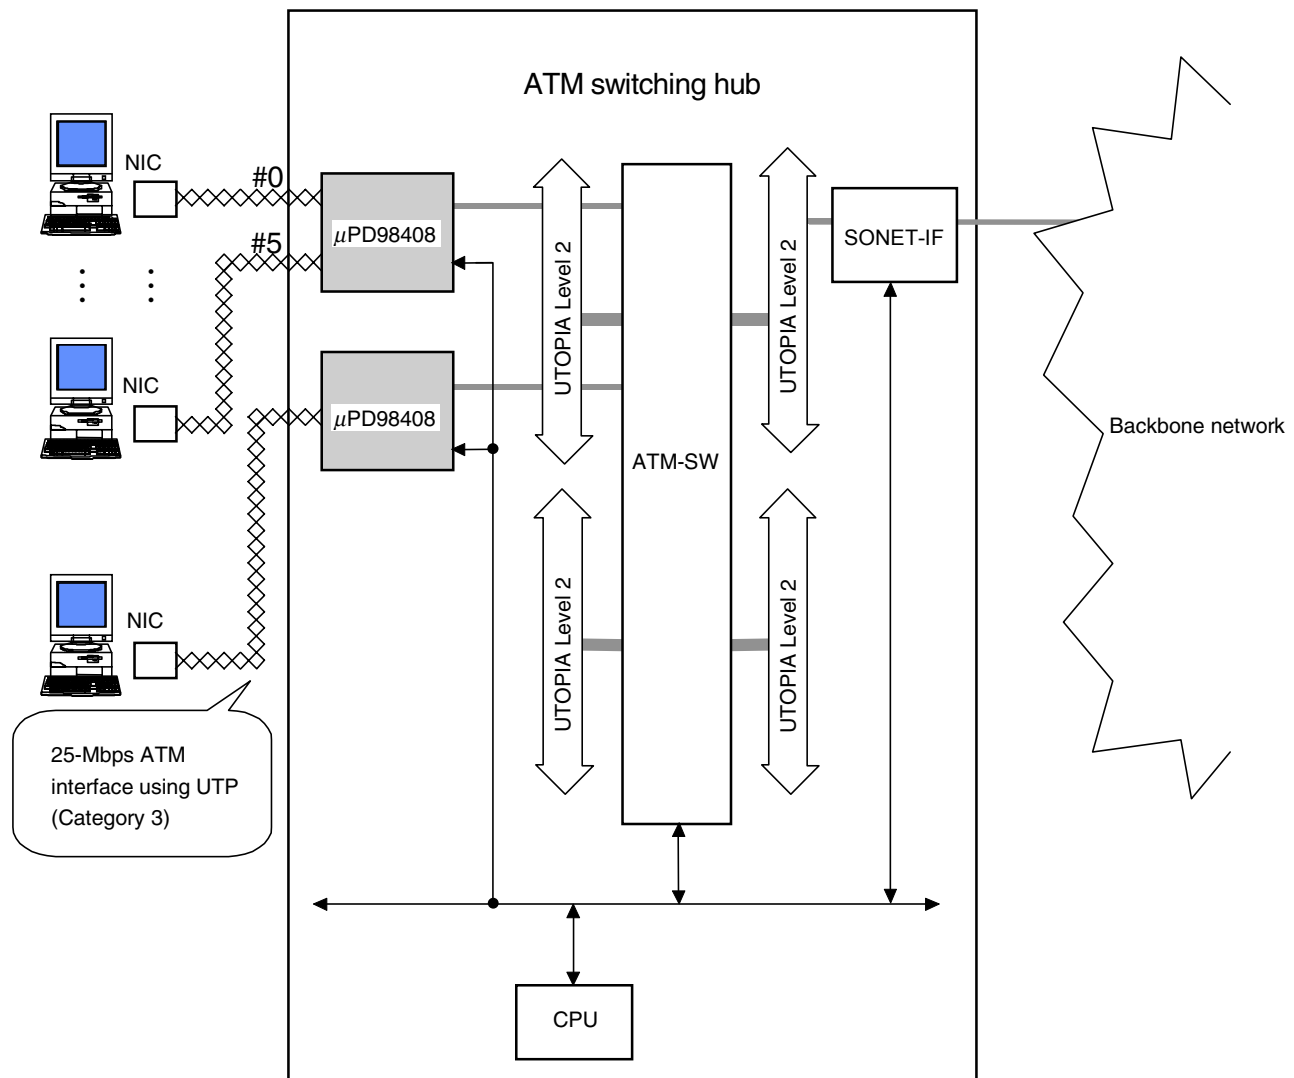 ATM switching hub
NIC
#0
μPD98408
#5
UTOPIA Level 2
UTOPIA Level 2
SONET-IF
NIC
μPD98408
Backbone network
ATM-SW
NIC
UTOPIA Level 2
UTOPIA Level 2
25-Mbps ATM
interface using UTP
(Category 3)
CPU